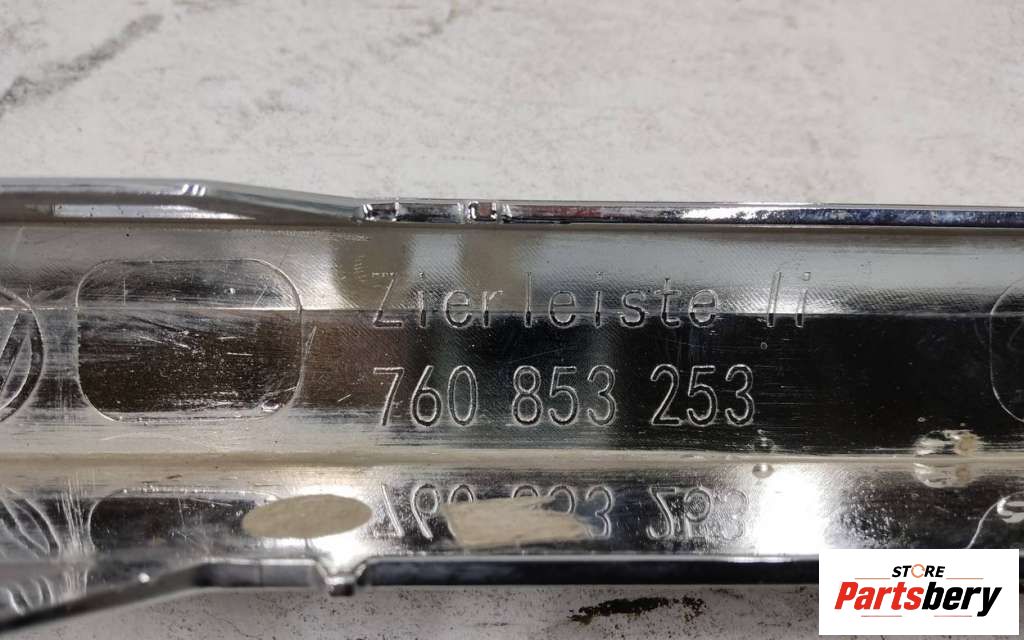 Zierleiste li
760 853 253
STORE
Partsbery